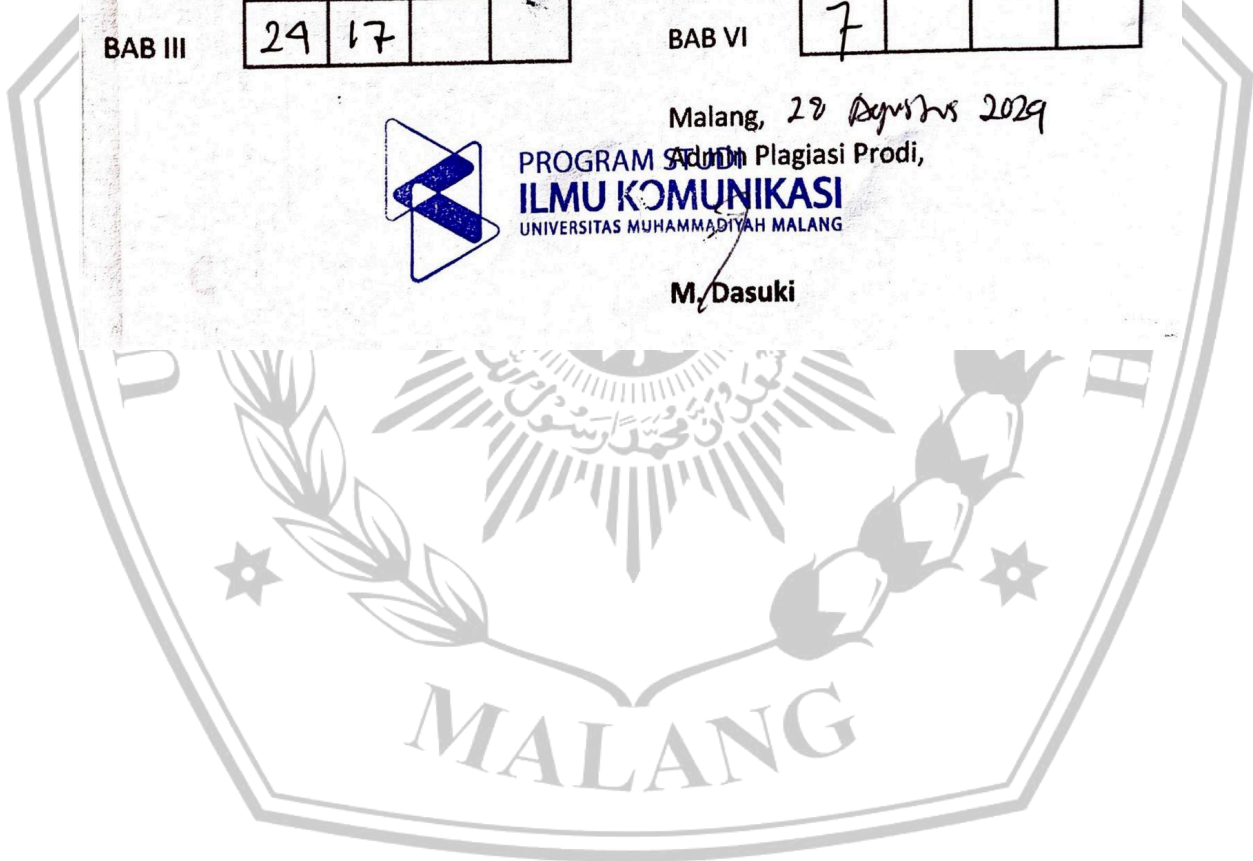 BAB III 24 17
BAB VI 7
Malang, 28 Agustus 2024
Admin Plagiasi Prodi,
PROGRAM STUDI
ILMU KOMUNIKASI
UNIVERSITAS MUHAMMADIYAH MALANG
M. Dasuki
U
H
MALANG